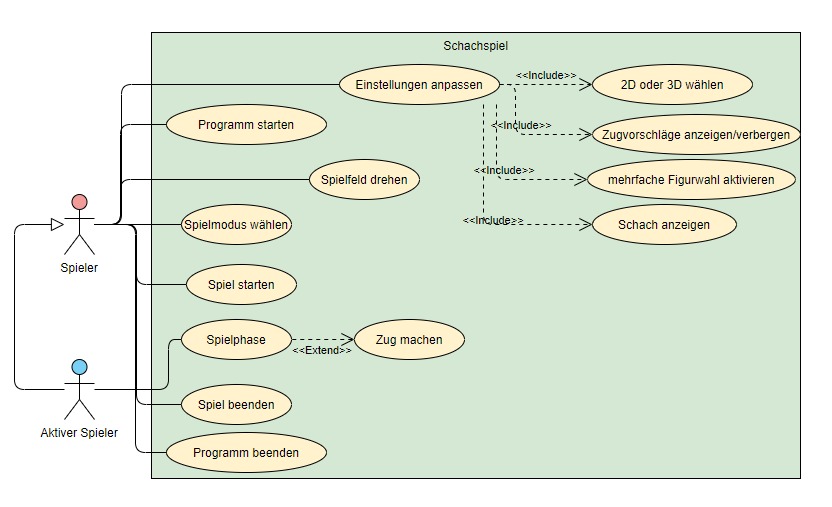 Schachspiel
Einstellungen anpassen
<<Include>>
2D oder 3D wählen
Programm starten
<<Include>>
Zugvorschläge anzeigen/verbergen
Spielfeld drehen
<<Include>>
mehrfache Figurwahl aktivieren
Spielmodus wählen
<<Include>>
Schach anzeigen
Spieler
Spiel starten
Spielphase
<<Extend>>
Zug machen
Spiel beenden
Aktiver Spieler
Programm beenden